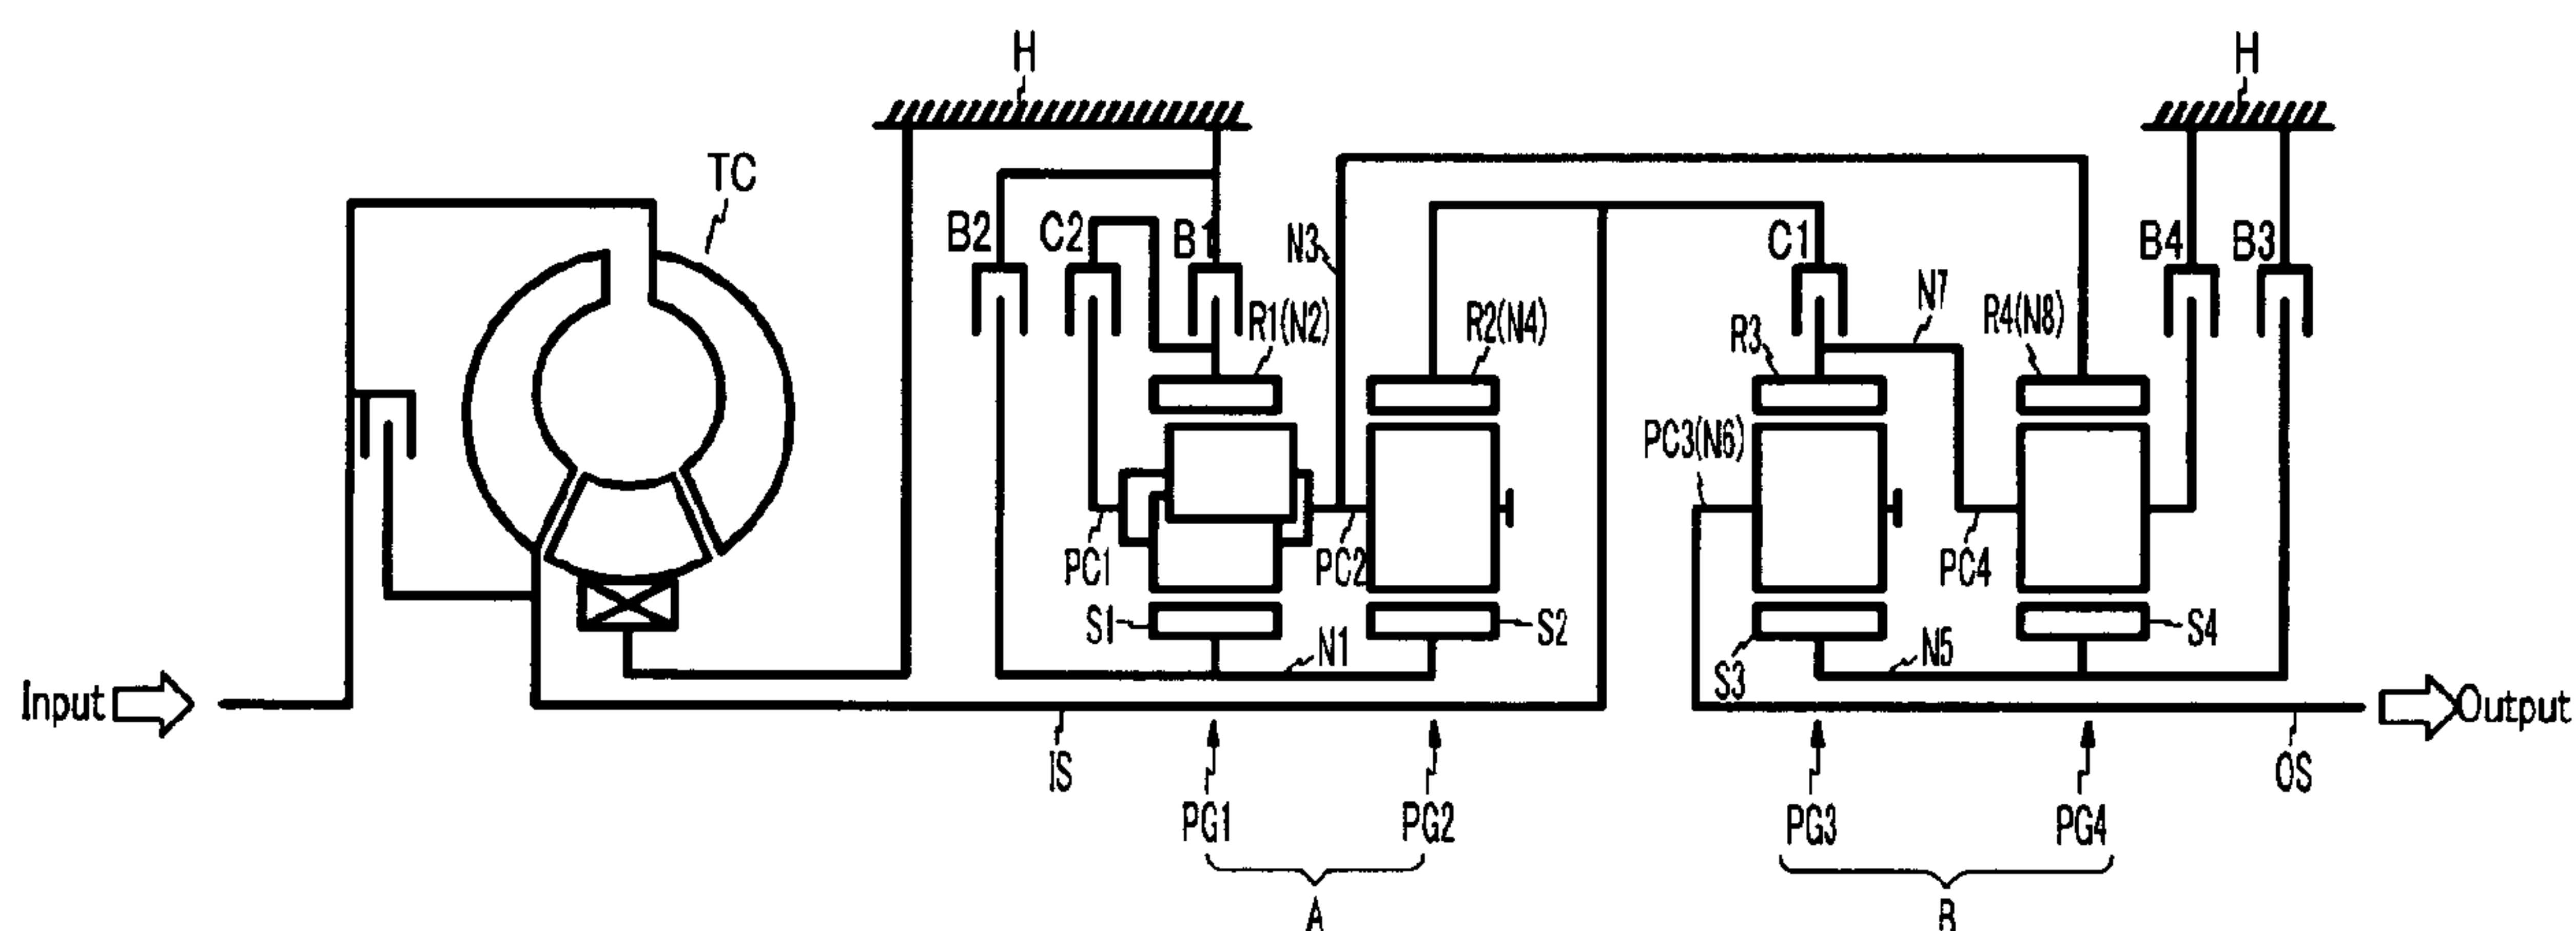 H
H
TC
B2
C2
B1
N3
C1
B4
B3
N7
R1(N2)
R2(N4)
R3
R4(N8)
PC3(N6)
PC1
PC2
PC4
S1
S2
S4
N1
N5
S3
Input
Output
IS
OS
PG1
PG2
PG3
PG4
A
B